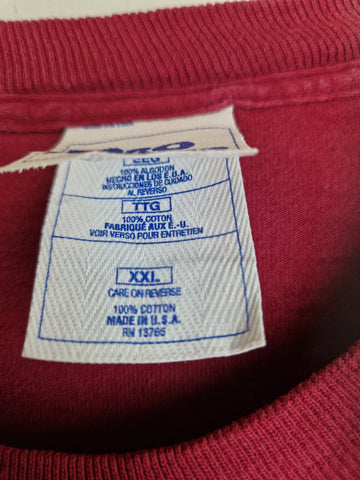 EEG
100% ALGODON
HECHO EN LOS E.U.A.
INSTRUCCIONES DE CUIDADO
AL REVERSO
TTG
100% COTON
FABRIQUÉ AUX É.-U.
VOIR VERSO POUR ENTRETIEN
XXL
CARE ON REVERSE
100% COTTON
MADE IN U.S.A.
RN 13765